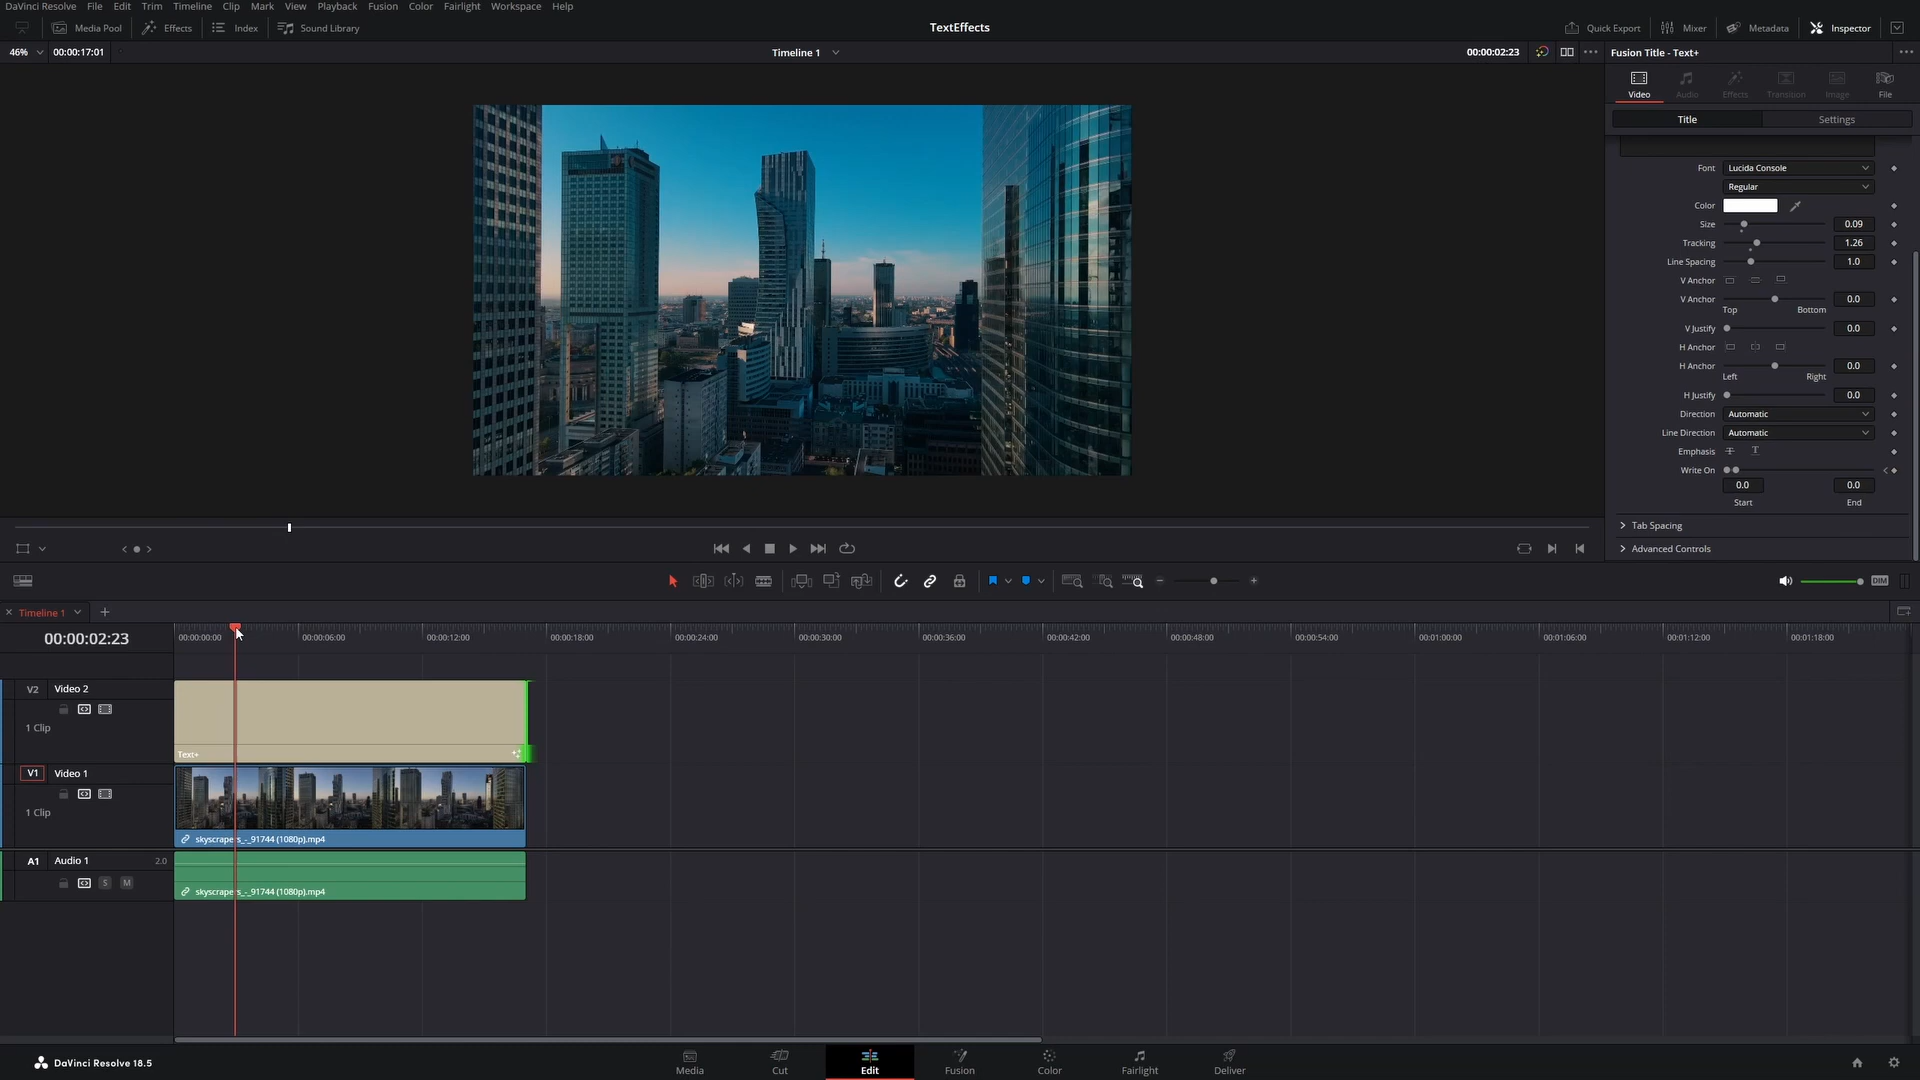 DaVinci Resolve File Edit Trim Timeline Clip Mark View Playback Fusion Color Fairlight Workspace Help
Media Pool Effects Index Sound Library TextEffects Quick Export Mixer Metadata Inspector
46% 00:00:17:01 Timeline 1 00:00:02:23 Fusion Title - Text+
Video Audio Effects Transition Image File
Title Settings
Font Lucida Console
Regular
Color
Size 0.09
Tracking 1.26
Line Spacing 1.0
V Anchor
V Anchor 0.0
Top Bottom
V Justify 0.0
H Anchor
H Anchor 0.0
Left Right
H Justify 0.0
Direction Automatic
Line Direction Automatic
Emphasis T T
Write On
0.0 0.0
Start End
Tab Spacing
Advanced Controls
DIM
Timeline 1
00:00:02:23 00:00:00:00 00:00:06:00 00:00:12:00 00:00:18:00 00:00:24:00 00:00:30:00 00:00:36:00 00:00:42:00 00:00:48:00 00:00:54:00 00:01:00:00 00:01:06:00 00:01:12:00 00:01:18:00
V2 Video 2
1 Clip
Text+
V1 Video 1
1 Clip
skyscrapers_-_91744 (1080p).mp4
A1 Audio 1 2.0
S M
skyscrapers_-_91744 (1080p).mp4
DaVinci Resolve 18.5 Media Cut Edit Fusion Color Fairlight Deliver